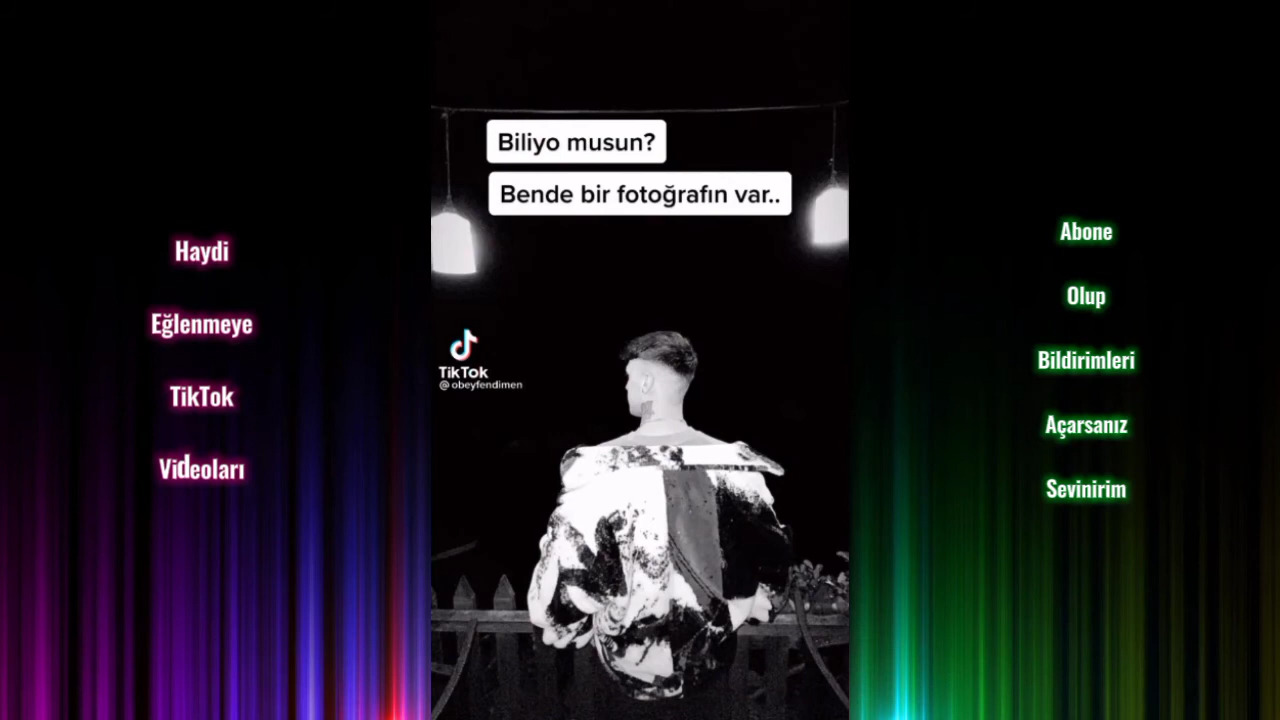 Haydi
Eğlenmeye
TikTok
Videoları
Biliyo musun?
Bende bir fotoğrafın var..
TikTok
@obeyfendimen
Abone
Olup
Bildirimleri
Açarsanız
Sevinirim